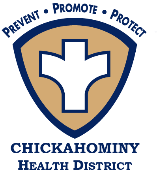 PREVENT • PROMOTE • PROTECT
CHICKAHOMINY
HEALTH DISTRICT